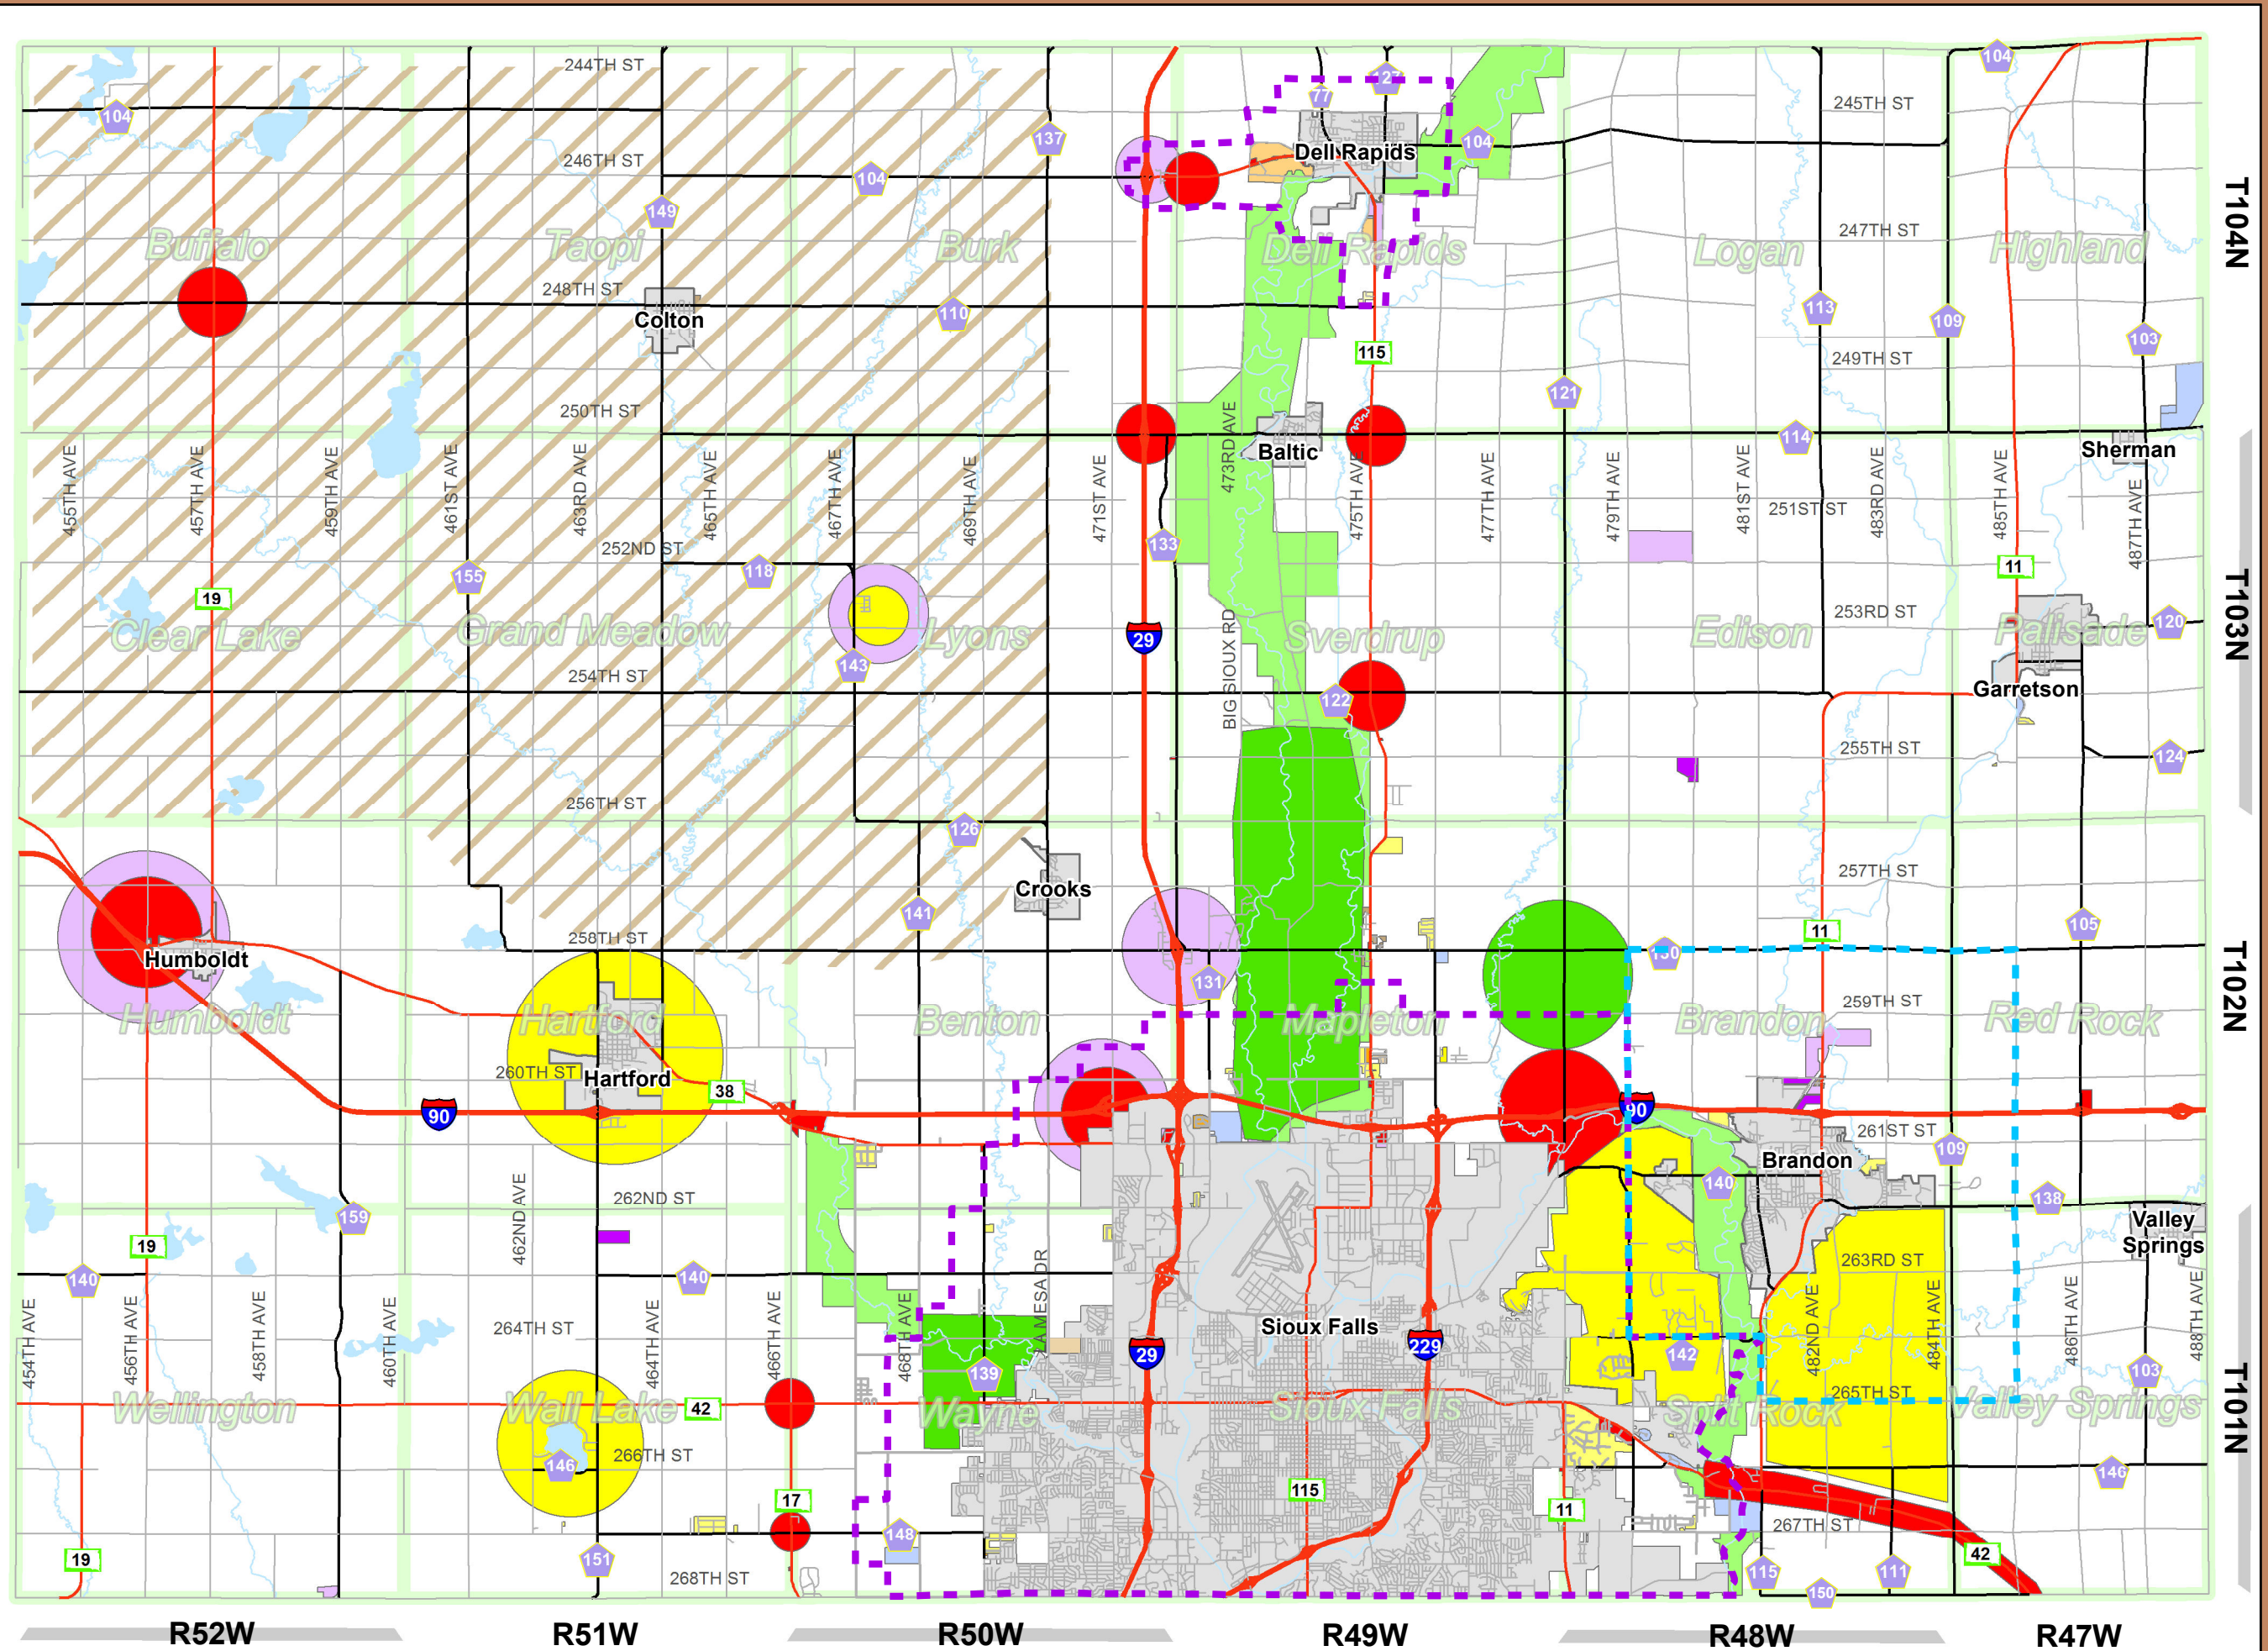 244TH ST
104
245TH ST
104
77
127
137
104
Dell Rapids
246TH ST
104
149
T104N
Buffalo
Taopi
Burk
Dell Rapids
Logan
247TH ST
Highland
248TH ST
Colton
110
113
109
103
115
249TH ST
121
250TH ST
114
Baltic
Sherman
455TH AVE
457TH AVE
459TH AVE
461ST AVE
463RD AVE
465TH AVE
467TH AVE
469TH AVE
471ST AVE
473RD AVE
475TH AVE
477TH AVE
479TH AVE
481ST AVE
483RD AVE
485TH AVE
487TH AVE
251ST ST
252ND ST
133
155
118
11
19
253RD ST
120
T103N
Clear Lake
Grand Meadow
Lyons
29
Sverdrup
Edison
Palisade
143
BIG SIOUX RD
254TH ST
122
Garretson
255TH ST
124
256TH ST
126
257TH ST
Crooks
141
105
11
258TH ST
130
Humboldt
131
T102N
259TH ST
Humboldt
Hartford
Benton
Mapleton
Brandon
Red Rock
260TH ST
Hartford
38
90
90
261ST ST
109
Brandon
140
138
262ND ST
462ND AVE
159
Valley
Springs
19
263RD ST
140
140
454TH AVE
456TH AVE
458TH AVE
460TH AVE
464TH AVE
466TH AVE
468TH AVE
LA MESA DR
482ND AVE
484TH AVE
486TH AVE
488TH AVE
264TH ST
Sioux Falls
29
229
142
139
103
T101N
265TH ST
Wellington
Wall Lake
42
Wayne
Sioux Falls
Split Rock
Valley Springs
266TH ST
146
146
17
115
11
148
267TH ST
19
151
42
268TH ST
115
111
150
R52W
R51W
R50W
R49W
R48W
R47W